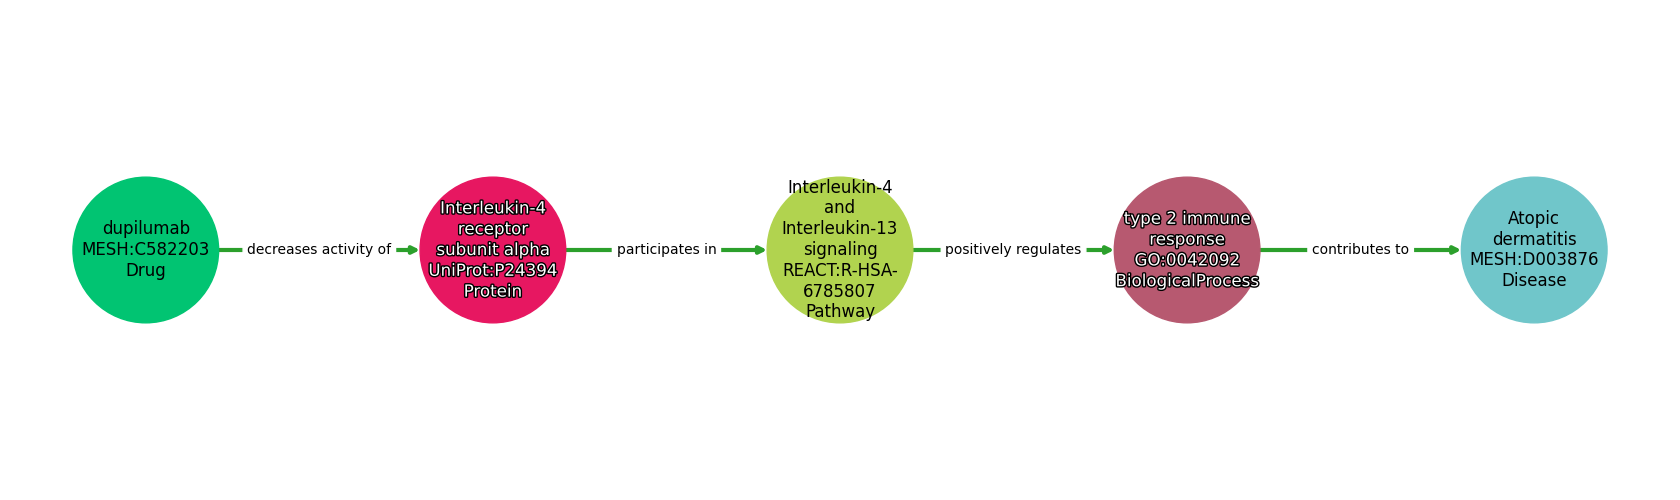 dupilumab
MESH:C582203
Drug
decreases activity of
Interleukin-4
receptor
subunit alpha
UniProt:P24394
Protein
participates in
Interleukin-4
and
Interleukin-13
signaling
REACT:R-HSA-
6785807
Pathway
positively regulates
type 2 immune
response
GO:0042092
BiologicalProcess
contributes to
Atopic
dermatitis
MESH:D003876
Disease